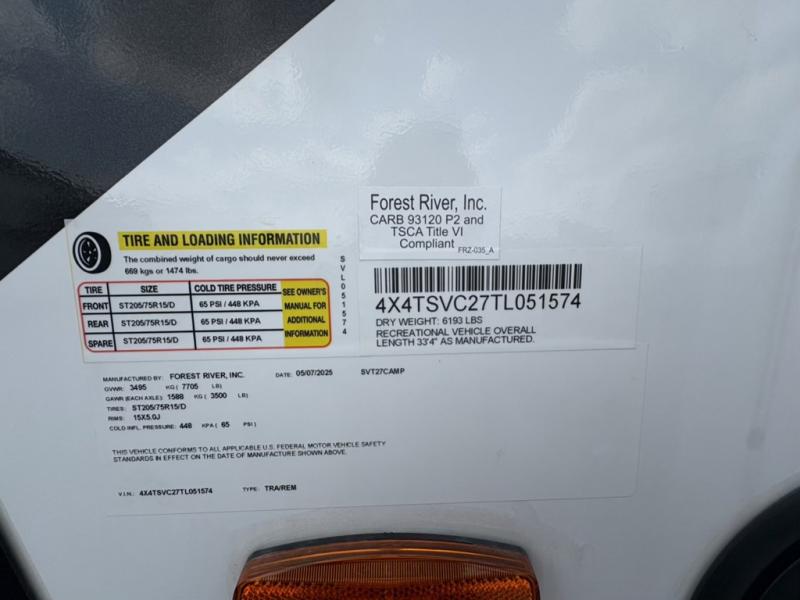 Forest River, Inc.
CARB 93120 P2 and
TSCA Title VI
Compliant
FRZ-035_A
TIRE AND LOADING INFORMATION
The combined weight of cargo should never exceed
669 kgs or 1474 lbs.
TIRE SIZE COLD TIRE PRESSURE
FRONT ST205/75R15/D 65 PSI / 448 KPA
REAR ST205/75R15/D 65 PSI / 448 KPA
SPARE ST205/75R15/D 65 PSI / 448 KPA
SEE OWNER'S
MANUAL FOR
ADDITIONAL
INFORMATION
SVL051574
4X4TSVC27TL051574
DRY WEIGHT: 6193 LBS
RECREATIONAL VEHICLE OVERALL
LENGTH 33'4" AS MANUFACTURED.
MANUFACTURED BY: FOREST RIVER, INC. DATE: 05/07/2025 SVT27CAMP
GVWR: 3495 KG ( 7705 LB)
GAWR (EACH AXLE): 1588 KG ( 3500 LB)
TIRES: ST205/75R15/D
RIMS: 15X5.0J
COLD INFL. PRESSURE: 448 KPA ( 65 PSI )
THIS VEHICLE CONFORMS TO ALL APPLICABLE U.S. FEDERAL MOTOR VEHICLE SAFETY
STANDARDS IN EFFECT ON THE DATE OF MANUFACTURE SHOWN ABOVE.
V.I.N.: 4X4TSVC27TL051574 TYPE: TRA/REM